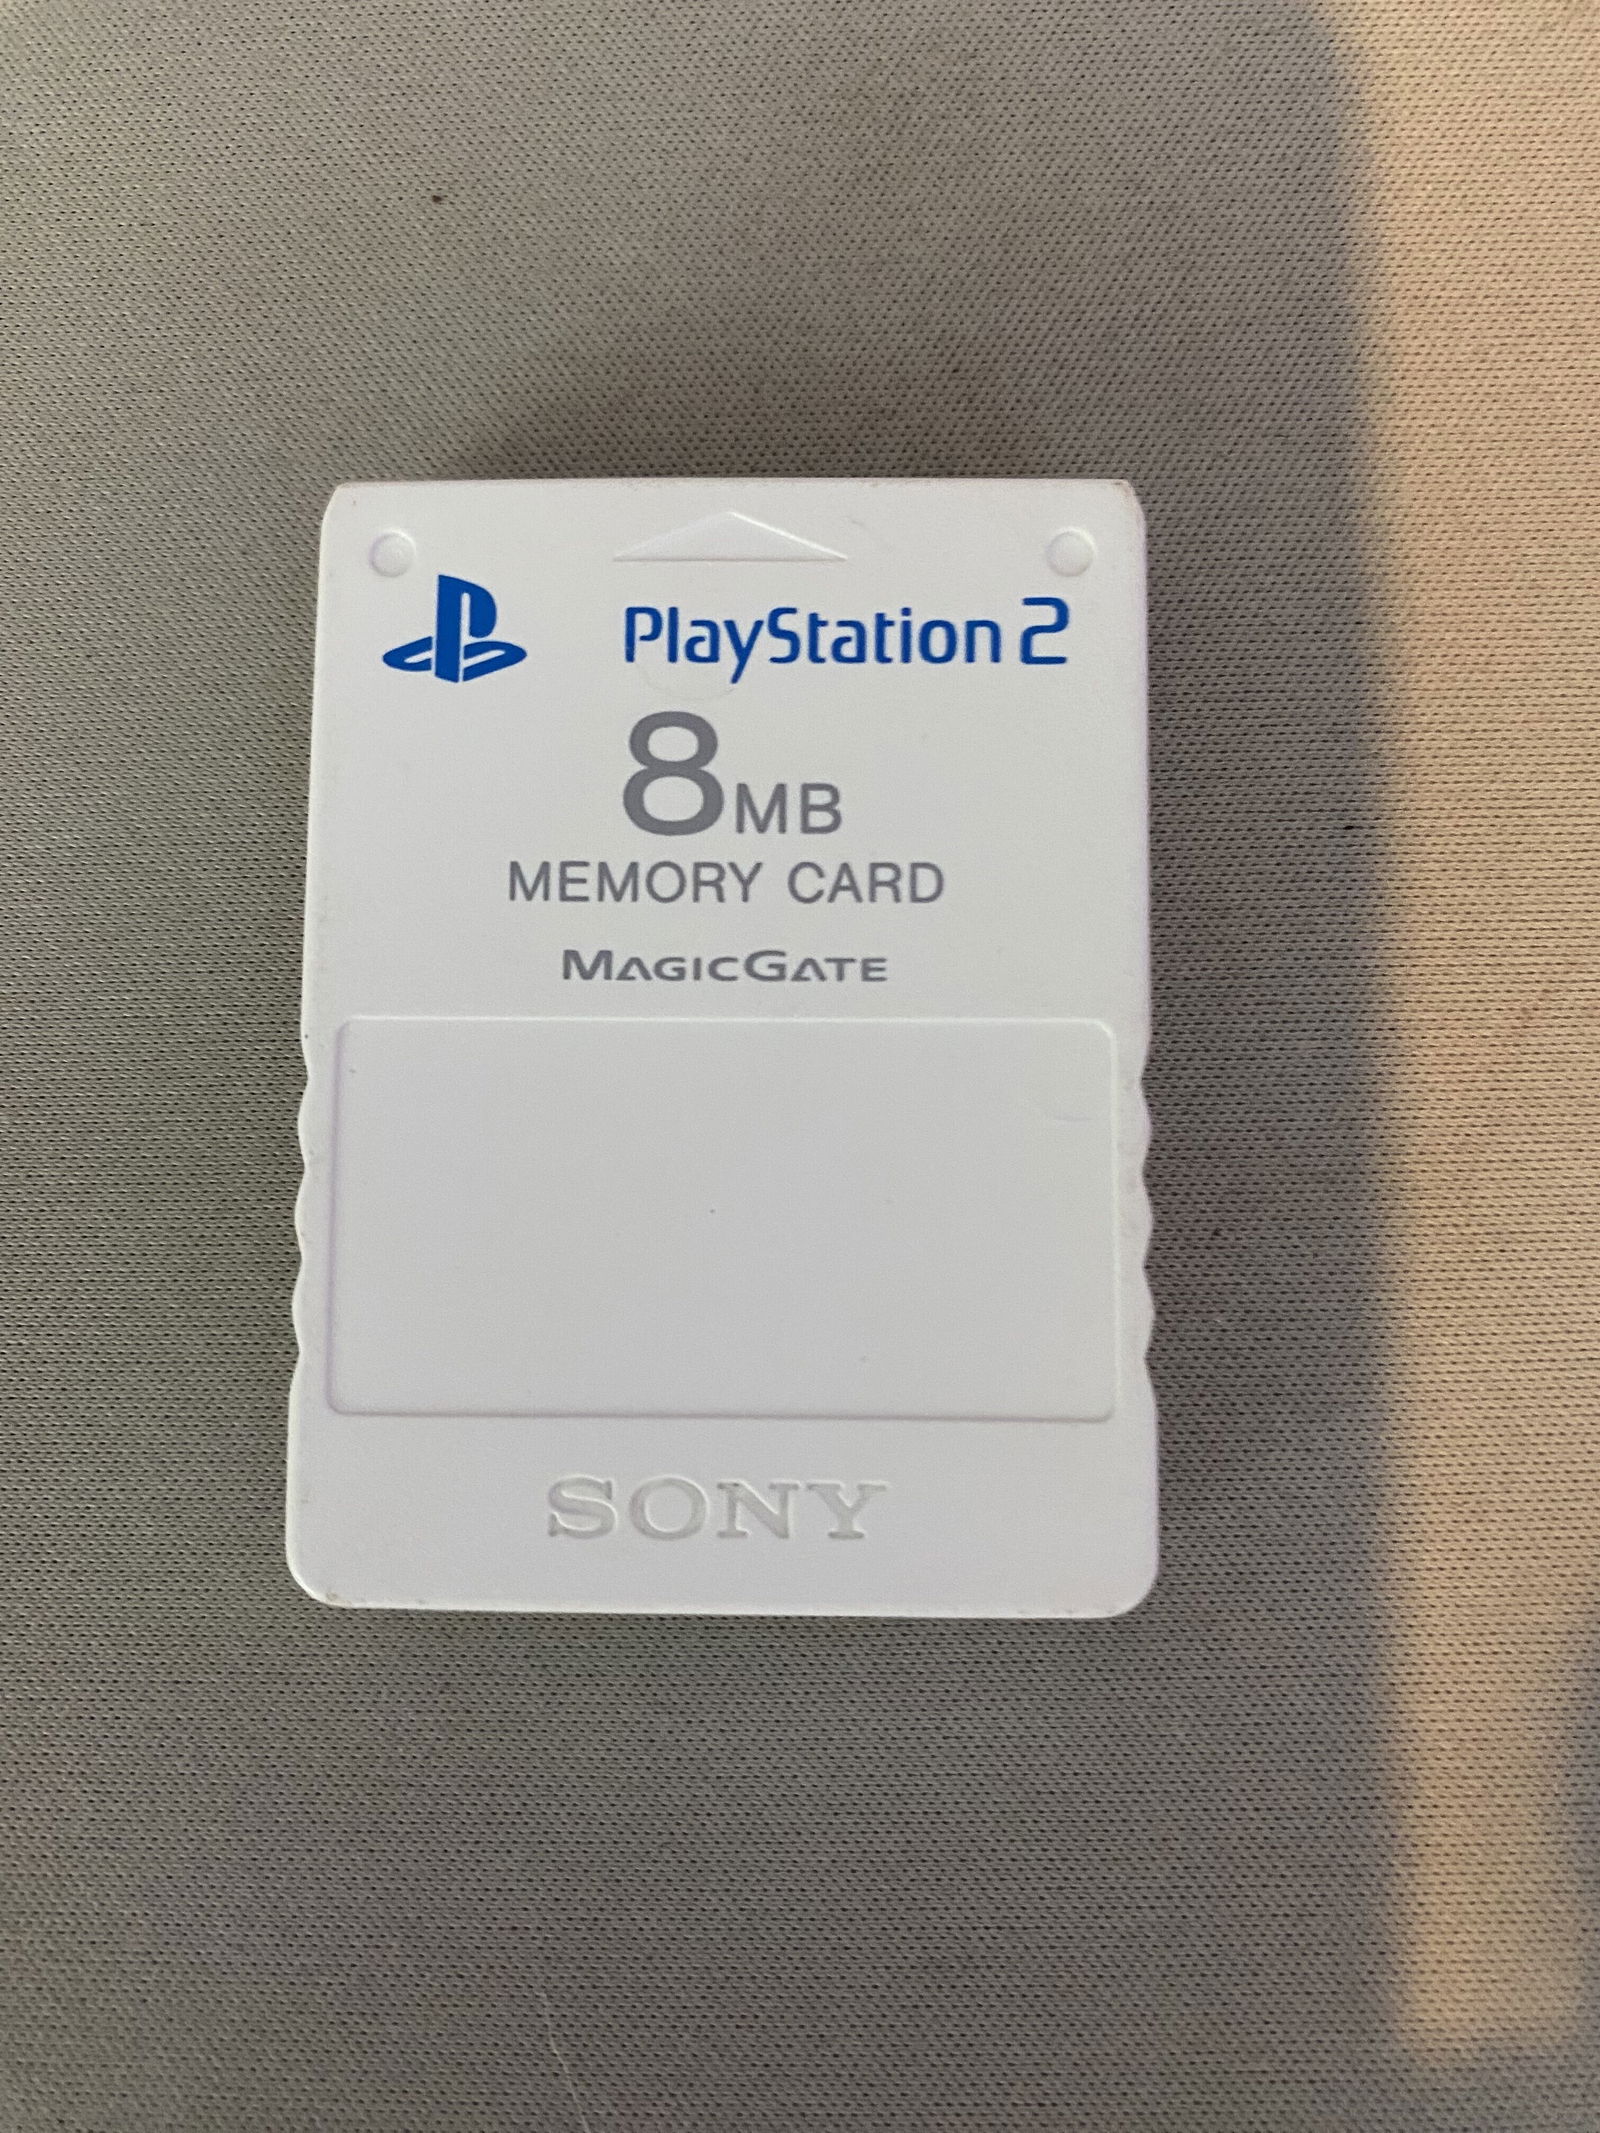 PlayStation 2
8MB
MEMORY CARD
MAGICGATE
SONY